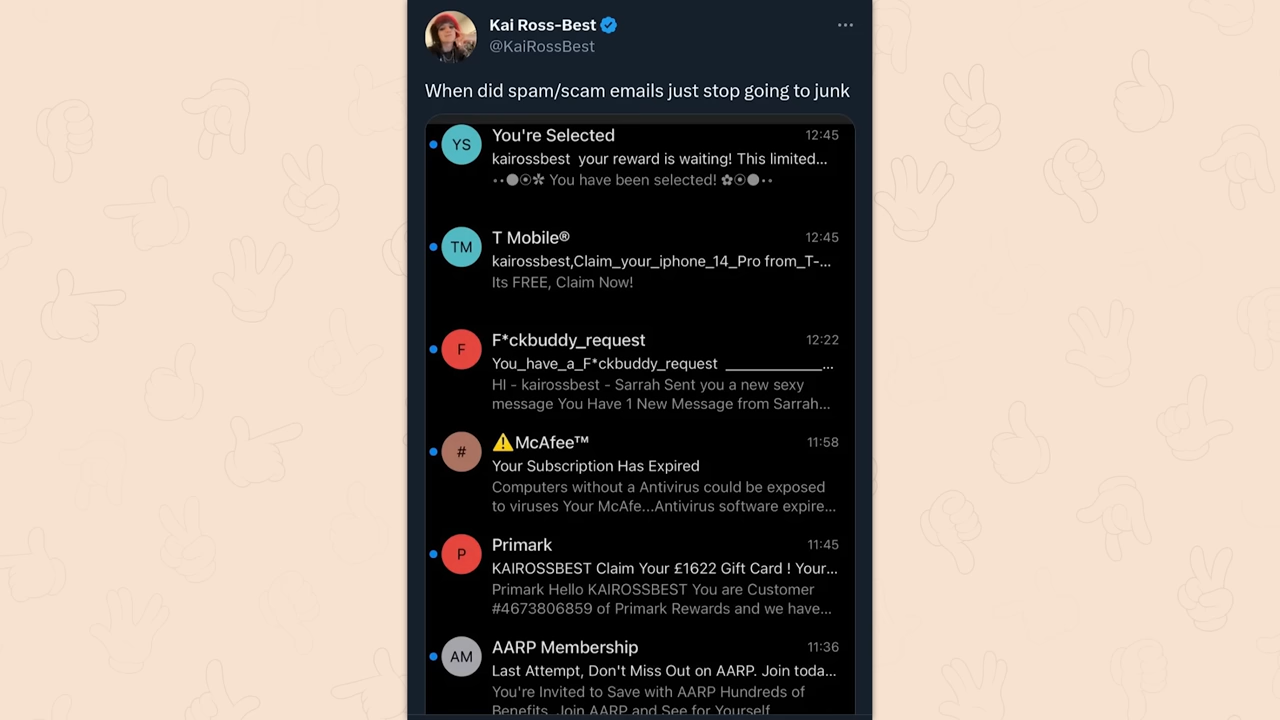 Kai Ross-Best
@KaiRossBest
When did spam/scam emails just stop going to junk
YS
You're Selected
12:45
kairossbest your reward is waiting! This limited...
You have been selected!
TM
T Mobile®
12:45
kairossbest,Claim_your_iphone_14_Pro from_T-...
Its FREE, Claim Now!
F
F*ckbuddy_request
12:22
You_have_a_F*ckbuddy_request ______________...
HI - kairossbest - Sarrah Sent you a new sexy
message You Have 1 New Message from Sarrah...
#
⚠️McAfee™
11:58
Your Subscription Has Expired
Computers without a Antivirus could be exposed
to viruses Your McAfe...Antivirus software expire...
P
Primark
11:45
KAIROSSBEST Claim Your £1622 Gift Card ! Your...
Primark Hello KAIROSSBEST You are Customer
#4673806859 of Primark Rewards and we have...
AM
AARP Membership
11:36
Last Attempt, Don't Miss Out on AARP. Join toda...
You're Invited to Save with AARP Hundreds of
Benefits. Join AARP and See for Yourself